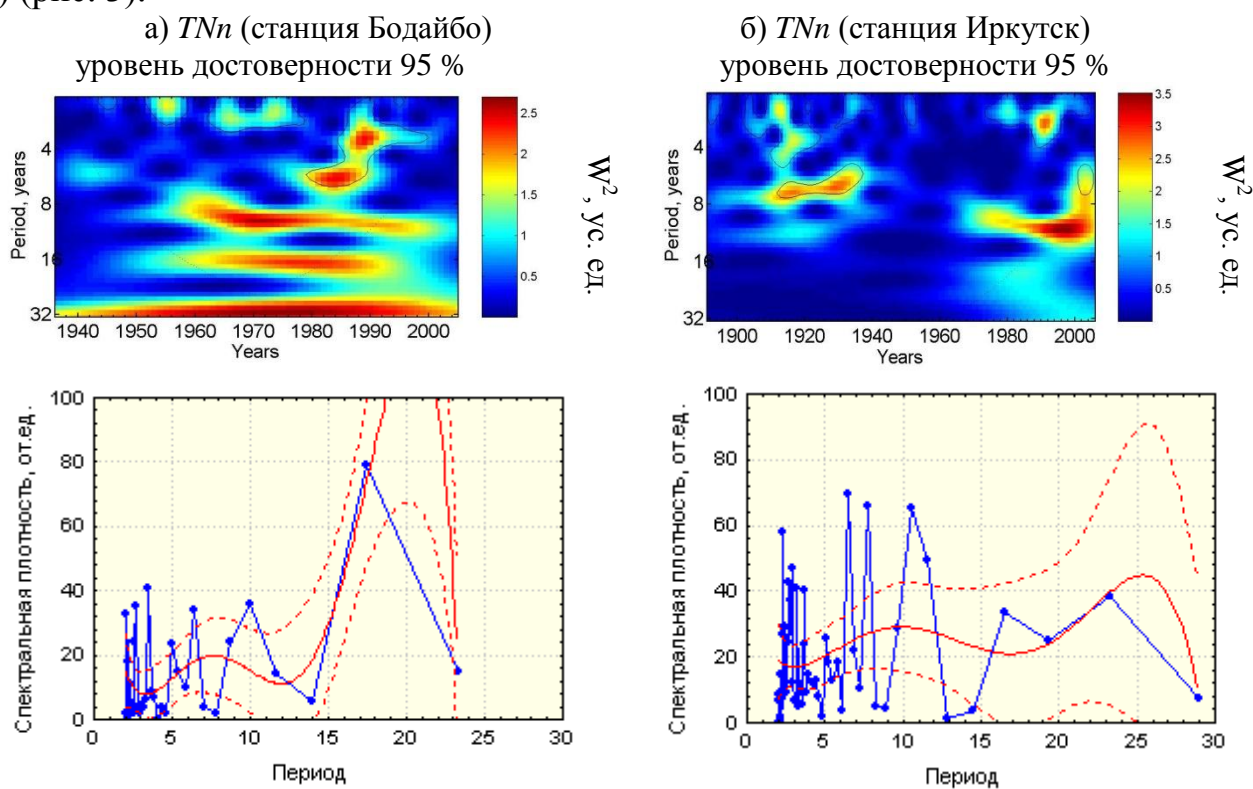 ) (рис. 3).
а) TNn (станция Бодайбо)
уровень достоверности 95 %
б) TNn (станция Иркутск)
уровень достоверности 95 %
Period, years
4
8
16
32
1940 1950 1960 1970 1980 1990 2000
Years
2.5
2
1.5
1
0.5
W², ус. ед.
Period, years
4
8
16
32
1900 1920 1940 1960 1980 2000
Years
3.5
3
2.5
2
1.5
1
0.5
W², ус. ед.
Спектральная плотность, от.ед.
100
80
60
40
20
0
0 5 10 15 20 25 30
Период
Спектральная плотность, от.ед.
100
80
60
40
20
0
0 5 10 15 20 25 30
Период